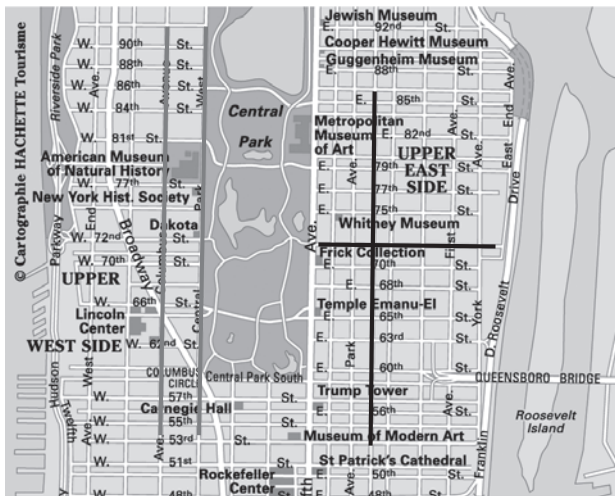 © Cartographie HACHETTE Tourisme
Riverside Park
Parkway
Hudson
Twelfth
Ave.
West
End
Ave.
Broadway
Columbus
Avenue
Ave.
Central
Park
West
W. 90th St.
W. 88th St.
W. 86th St.
W. 84th St.
W. 81st St.
American Museum
of Natural History
W. 77th St.
New York Hist. Society
Dakota
W. 72nd St.
W. 70th St.
UPPER
W. 66th St.
Lincoln
Center
WEST SIDE
W. 62nd St.
COLUMBUS
CIRCLE
Central Park South
W. 57th St.
Carnegie Hall
W. 55th St.
W. 53rd St.
W. 51st St.
Rockefeller
Center
W. 48th St.
Central
Park
Jewish Museum
E. 92nd St.
Cooper Hewitt Museum
Guggenheim Museum
E. 88th St.
E. 85th St.
Metropolitan
Museum
of Art
E. 82nd St.
UPPER
EAST
SIDE
E. 79th St.
E. 77th St.
Whitney Museum
Frick Collection
E. 70th St.
E. 68th St.
Temple Emanu-El
E. 65th St.
E. 63rd St.
E. 60th St.
QUEENSBORO BRIDGE
Trump Tower
E. 56th St.
Museum of Modern Art
St Patrick's Cathedral
E. 50th St.
E. 48th St.
Fifth
Ave.
Park
Ave.
First
Ave.
York
Ave.
East End Ave.
Franklin D. Roosevelt Drive
Roosevelt
Island